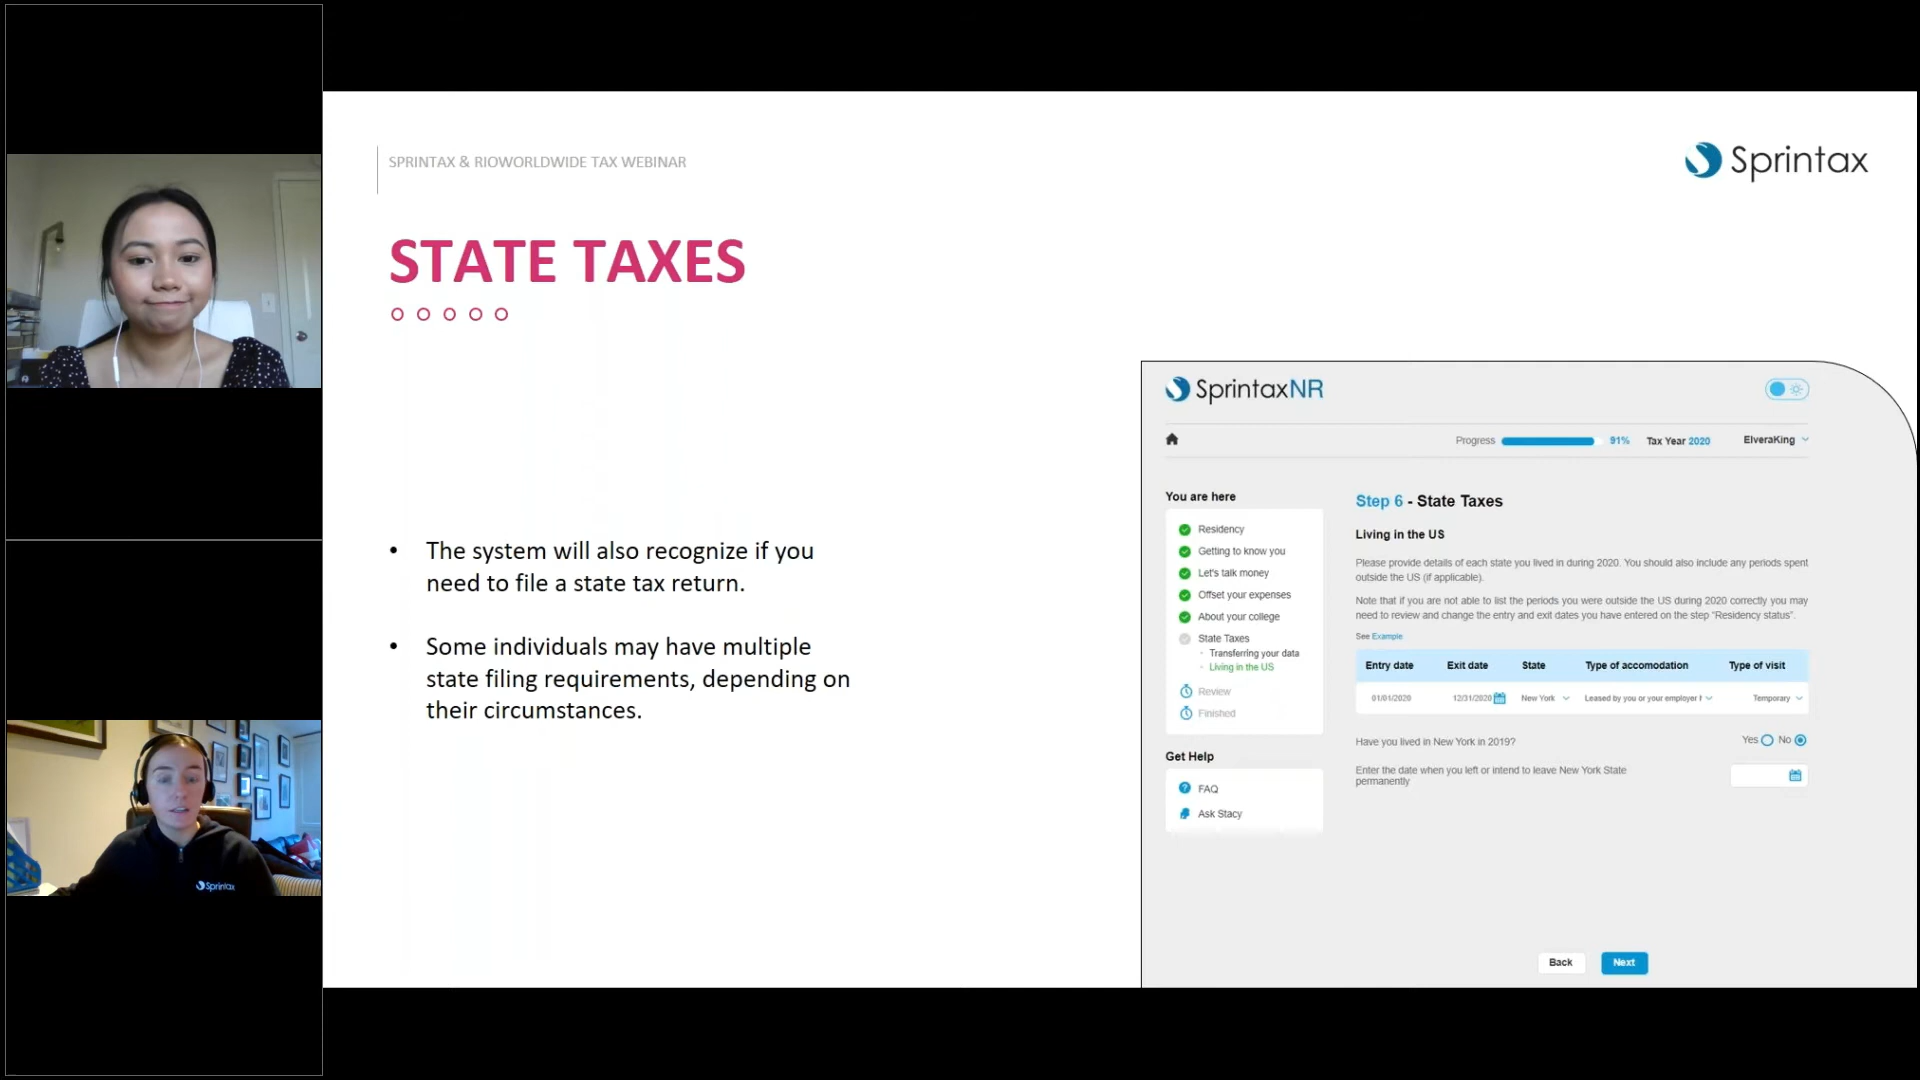 SPRINTAX & RIOWORLDWIDE TAX WEBINAR
Sprintax
STATE TAXES
• The system will also recognize if you
need to file a state tax return.
• Some individuals may have multiple
state filing requirements, depending on
their circumstances.
SprintaxNR
Progress 91% Tax Year 2020 ElveraKing
You are here
Residency
Getting to know you
Let's talk money
Offset your expenses
About your college
State Taxes
- Transferring your data
- Living in the US
Review
Finished
Get Help
FAQ
Ask Stacy
Step 6 - State Taxes
Living in the US
Please provide details of each state you lived in during 2020. You should also include any periods spent
outside the US (if applicable).
Note that if you are not able to list the periods you were outside the US during 2020 correctly you may
need to review and change the entry and exit dates you have entered on the step "Residency status".
See Example
Entry date Exit date State Type of accomodation Type of visit
01/01/2020 12/31/2020 New York Leased by you or your employer Temporary
Have you lived in New York in 2019? Yes No
Enter the date when you left or intend to leave New York State
permanently
Back Next
Sprintax